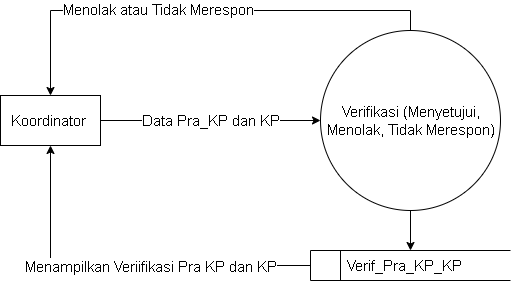 Menolak atau Tidak Merespon
Koordinator
Data Pra_KP dan KP
Verifikasi (Menyetujui,
Menolak, Tidak Merespon)
Menampilkan Veriifikasi Pra KP dan KP
Verif_Pra_KP_KP